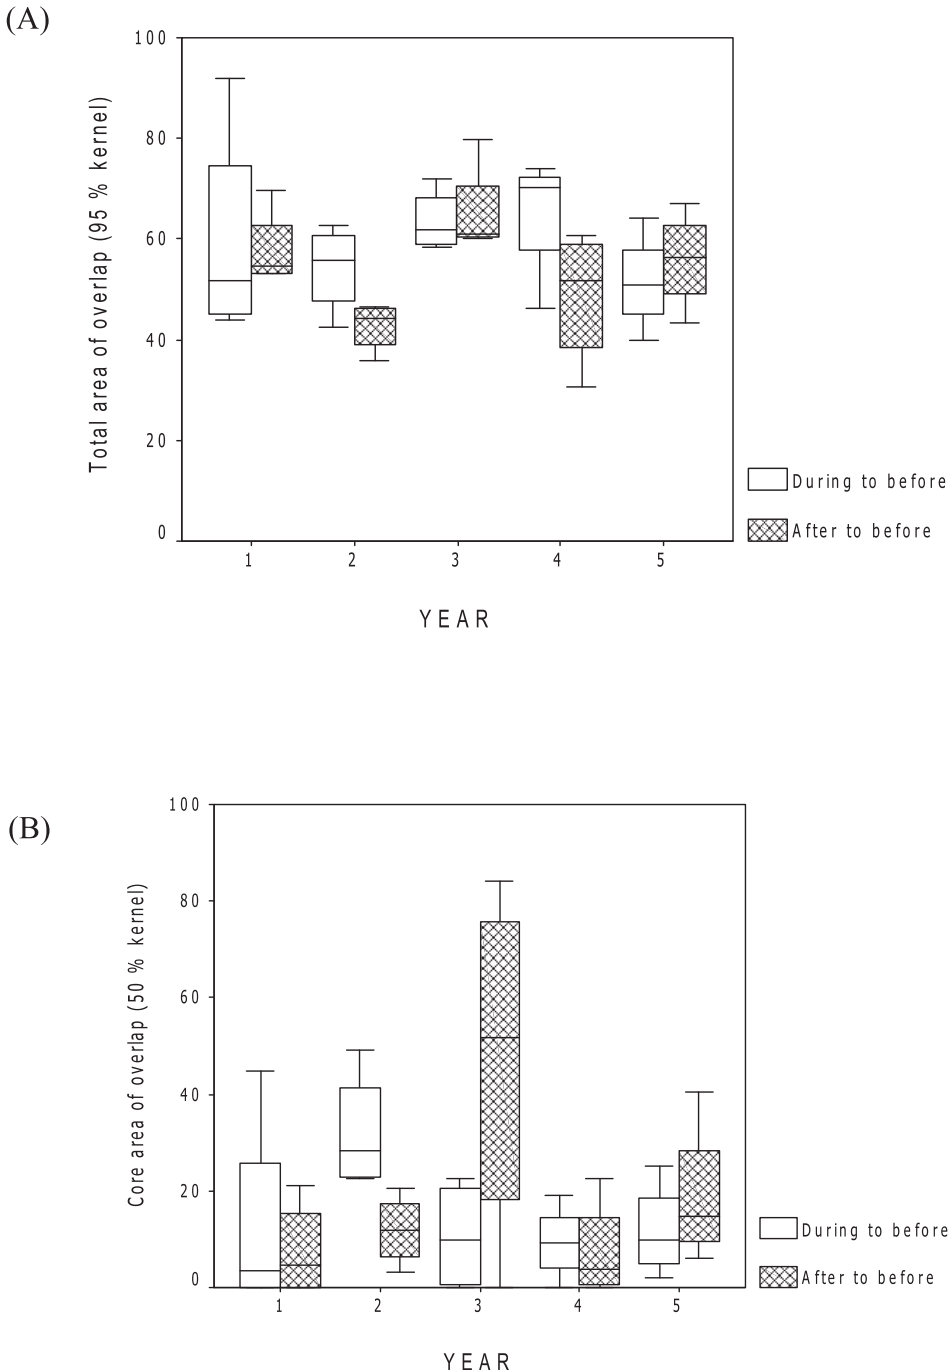 (A)
Total area of overlap (95 % kernel)
100
80
60
40
20
0
1 2 3 4 5
YEAR
During to before
After to before
(B)
Core area of overlap (50 % kernel)
100
80
60
40
20
0
1 2 3 4 5
YEAR
During to before
After to before